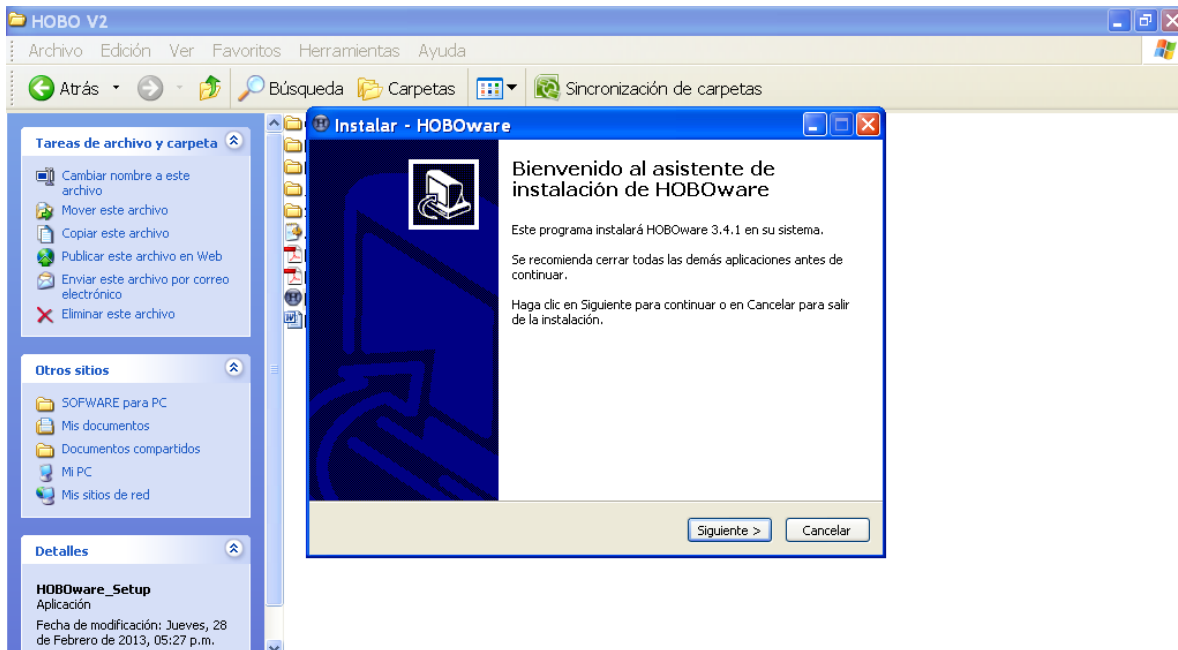 HOBO V2
Archivo Edición Ver Favoritos Herramientas Ayuda
Atrás Búsqueda Carpetas Sincronización de carpetas
Tareas de archivo y carpeta
Cambiar nombre a este
archivo
Mover este archivo
Copiar este archivo
Publicar este archivo en Web
Enviar este archivo por correo
electrónico
Eliminar este archivo
Otros sitios
SOFWARE para PC
Mis documentos
Documentos compartidos
Mi PC
Mis sitios de red
Detalles
HOBOware_Setup
Aplicación
Fecha de modificación: Jueves, 28
de Febrero de 2013, 05:27 p.m.
Instalar - HOBOware
Bienvenido al asistente de
instalación de HOBOware
Este programa instalará HOBOware 3.4.1 en su sistema.
Se recomienda cerrar todas las demás aplicaciones antes de
continuar.
Haga clic en Siguiente para continuar o en Cancelar para salir
de la instalación.
Siguiente > Cancelar